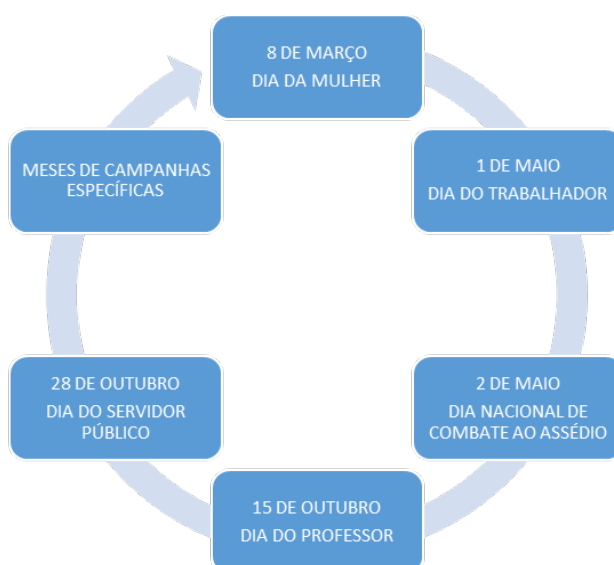 8 DE MARÇO
DIA DA MULHER
1 DE MAIO
DIA DO TRABALHADOR
2 DE MAIO
DIA NACIONAL DE
COMBATE AO ASSÉDIO
15 DE OUTUBRO
DIA DO PROFESSOR
28 DE OUTUBRO
DIA DO SERVIDOR
PÚBLICO
MESES DE CAMPANHAS
ESPECÍFICAS